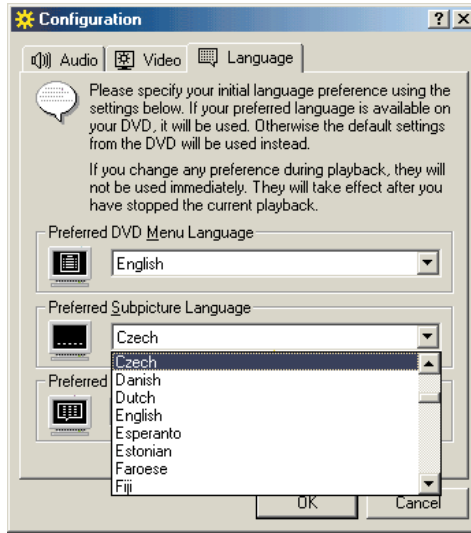 Configuration
Audio
Video
Language
Please specify your initial language preference using the
settings below. If your preferred language is available on
your DVD, it will be used. Otherwise the default settings
from the DVD will be used instead.
If you change any preference during playback, they will
not be used immediately. They will take effect after you
have stopped the current playback.
Preferred DVD Menu Language
English
Preferred Subpicture Language
Czech
Czech
Danish
Dutch
English
Esperanto
Estonian
Faroese
Fiji
Preferred
OK
Cancel